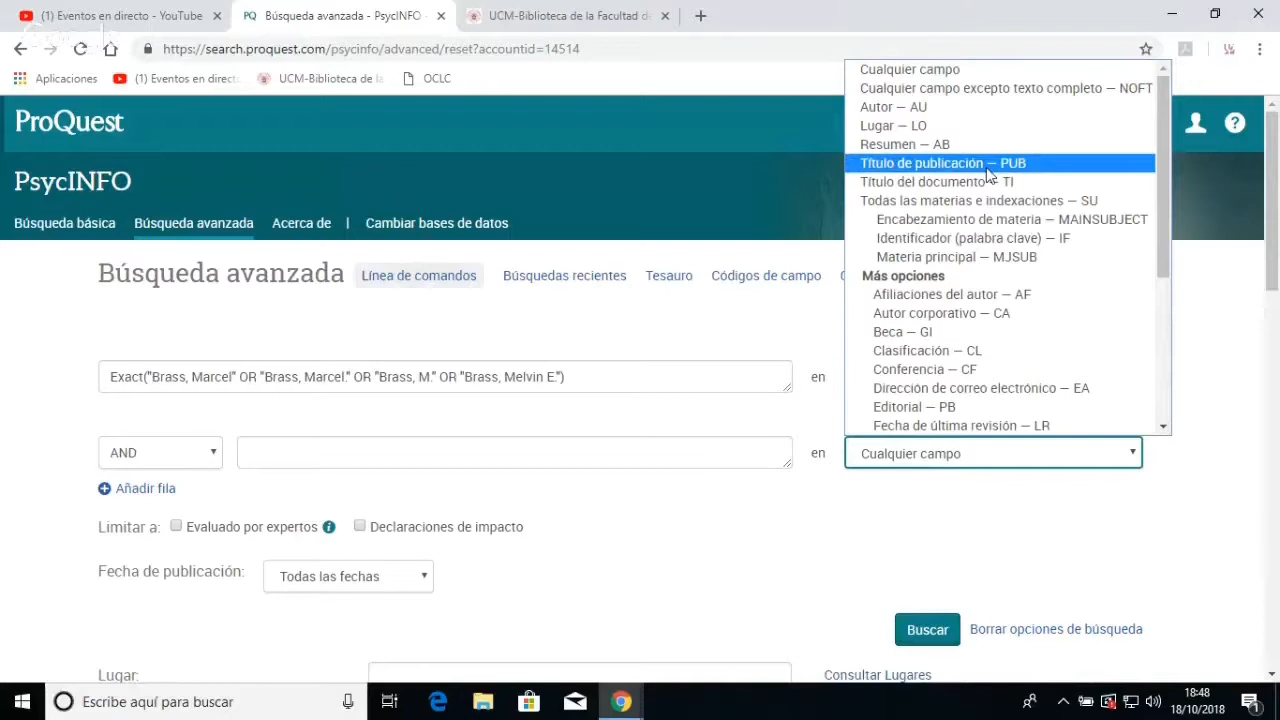 (1) Eventos en directo - YouTube
PQ Búsqueda avanzada - PsycINFO
UCM-Biblioteca de la Facultad de
https://search.proquest.com/psycinfo/advanced/reset?accountid=14514
Aplicaciones
(1) Eventos en directo
UCM-Biblioteca de la
OCLC
ProQuest
PsycINFO
Búsqueda básica
Búsqueda avanzada
Acerca de
|
Cambiar bases de datos
Búsqueda avanzada
Línea de comandos
Búsquedas recientes
Tesauro
Códigos de campo
Exact("Brass, Marcel" OR "Brass, Marcel." OR "Brass, M." OR "Brass, Melvin E.")
en
Cualquier campo
Cualquier campo excepto texto completo — NOFT
Autor — AU
Lugar — LO
Resumen — AB
Título de publicación — PUB
Título del documento — TI
Todas las materias e indexaciones — SU
Encabezamiento de materia — MAINSUBJECT
Identificador (palabra clave) — IF
Materia principal — MJSUB
Más opciones
Afiliaciones del autor — AF
Autor corporativo — CA
Beca — GI
Clasificación — CL
Conferencia — CF
Dirección de correo electrónico — EA
Editorial — PB
Fecha de última revisión — LR
AND
en
Cualquier campo
Añadir fila
Limitar a:
Evaluado por expertos
Declaraciones de impacto
Fecha de publicación:
Todas las fechas
Buscar
Borrar opciones de búsqueda
Lugar:
Consultar Lugares
Escribe aquí para buscar
18:48
18/10/2018
1